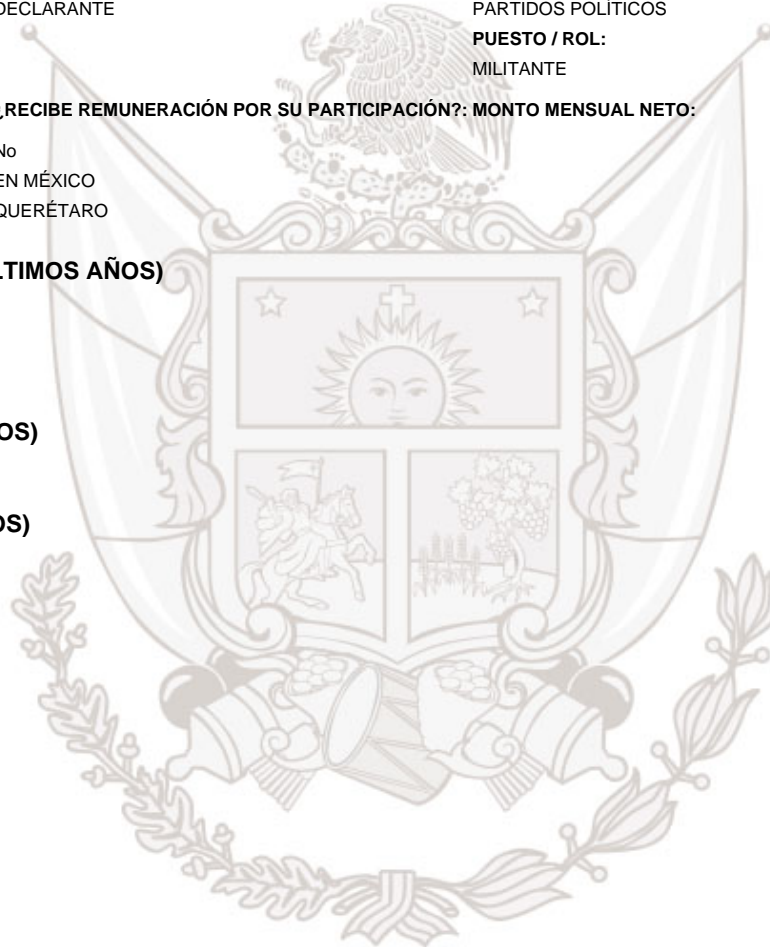 DECLARANTE
PARTIDOS POLÍTICOS
PUESTO / ROL:
MILITANTE
¿RECIBE REMUNERACIÓN POR SU PARTICIPACIÓN?: MONTO MENSUAL NETO:
No
EN MÉXICO
QUERÉTARO
LTIMOS AÑOS)
OS)
OS)